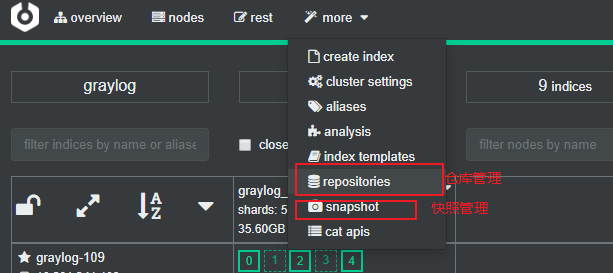 overview nodes rest more
create index
cluster settings
aliases
analysis
index templates
repositories
snapshot
cat apis
仓库管理
快照管理
graylog
9 indices
filter indices by name or aliase
close
filter nodes by name
A
Z
graylog_
shards: 5
35.60GB
graylog-109
0 1 2 3 4